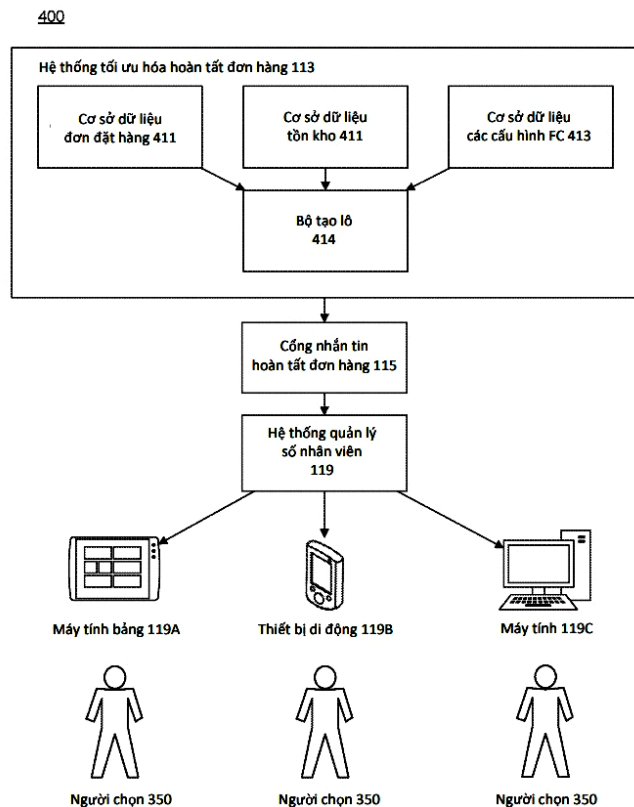 400
Hệ thống tối ưu hóa hoàn tất đơn hàng 113
Cơ sở dữ liệu
đơn đặt hàng 411
Cơ sở dữ liệu
tồn kho 411
Cơ sở dữ liệu
các cấu hình FC 413
Bộ tạo lô
414
Cổng nhắn tin
hoàn tất đơn hàng 115
Hệ thống quản lý
số nhân viên
119
Máy tính bảng 119A
Thiết bị di động 119B
Máy tính 119C
Người chọn 350
Người chọn 350
Người chọn 350